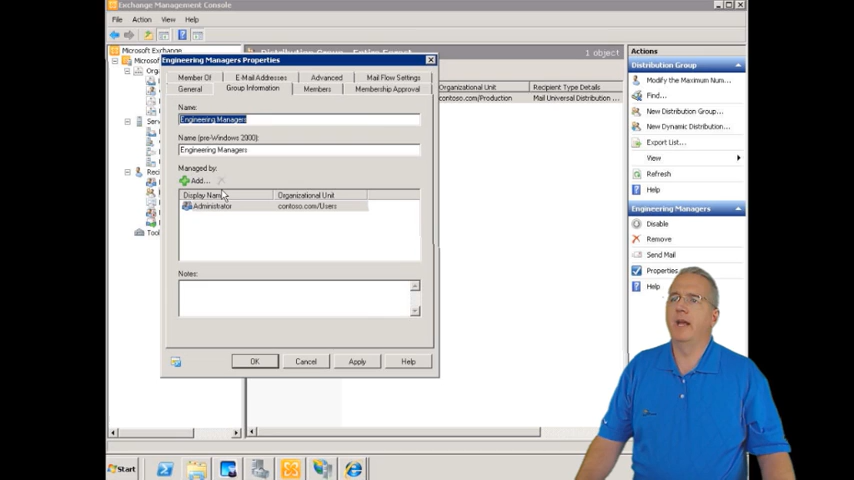 Exchange Management Console
File Action View Help
Microsoft Exchange
Distribution Group - Entire Forest
1 object
Organizational Unit
Recipient Type Details
contoso.com/Production
Mail Universal Distribution ...
Engineering Managers Properties
Member Of
E-Mail Addresses
Advanced
Mail Flow Settings
General
Group Information
Members
Membership Approval
Name:
Engineering Managers
Name (pre-Windows 2000):
Engineering Managers
Managed by:
Add...
Display Name
Organizational Unit
Administrator
contoso.com/Users
Notes:
OK
Cancel
Apply
Help
Actions
Distribution Group
Modify the Maximum Num...
Find...
New Distribution Group...
New Dynamic Distribution...
Export List...
View
Refresh
Help
Engineering Managers
Disable
Remove
Send Mail
Properties
Help
Start